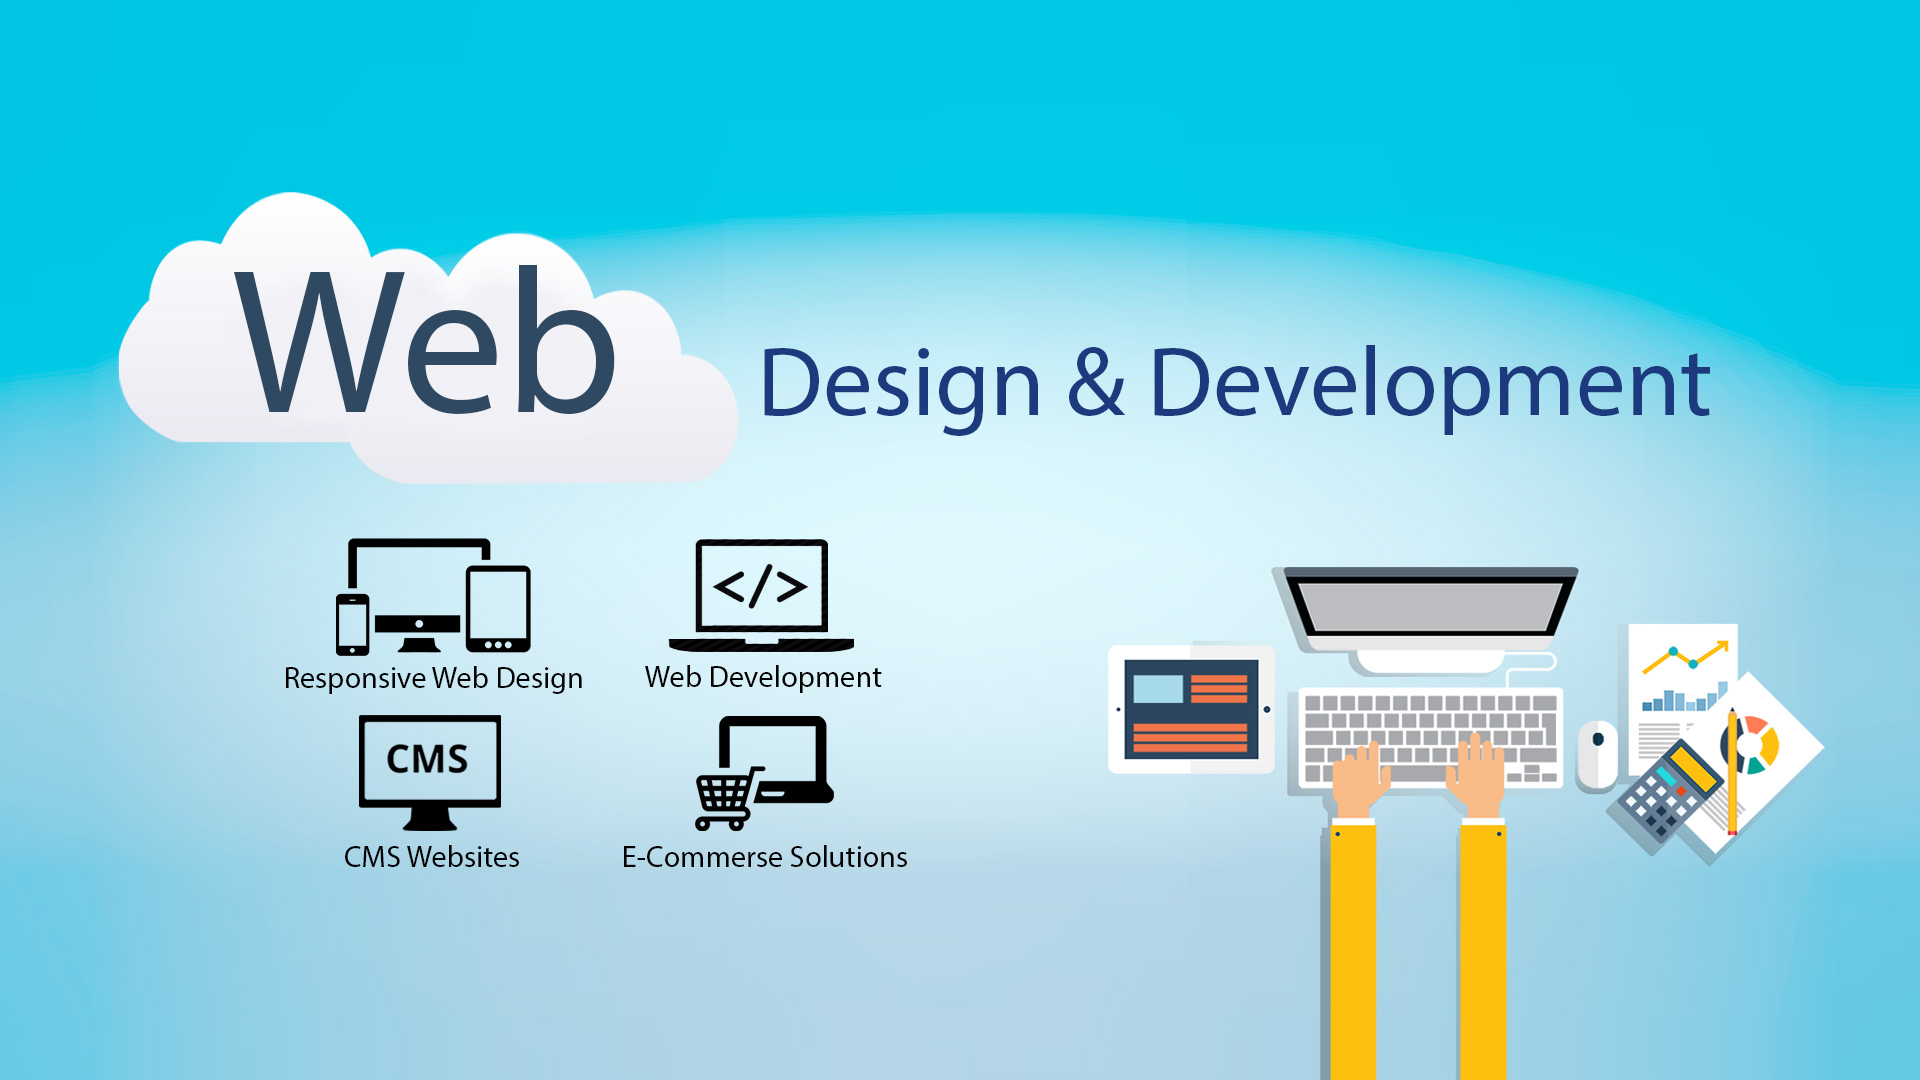 Web
Design & Development
Responsive Web Design
</>
Web Development
CMS
CMS Websites
E-Commerse Solutions